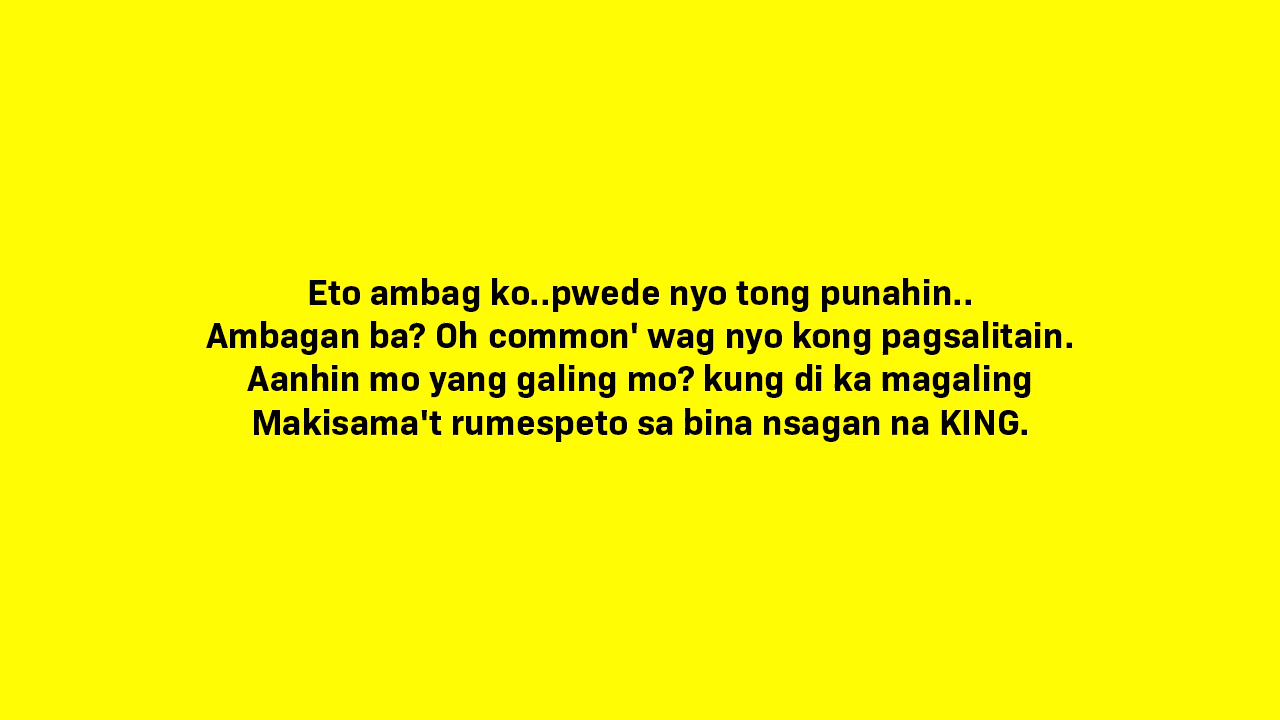 Eto ambag ko..pwede nyo tong punahin..
Ambagan ba? Oh common' wag nyo kong pagsalitain.
Aanhin mo yang galing mo? kung di ka magaling
Makisama't rumespeto sa bina nsagan na KING.